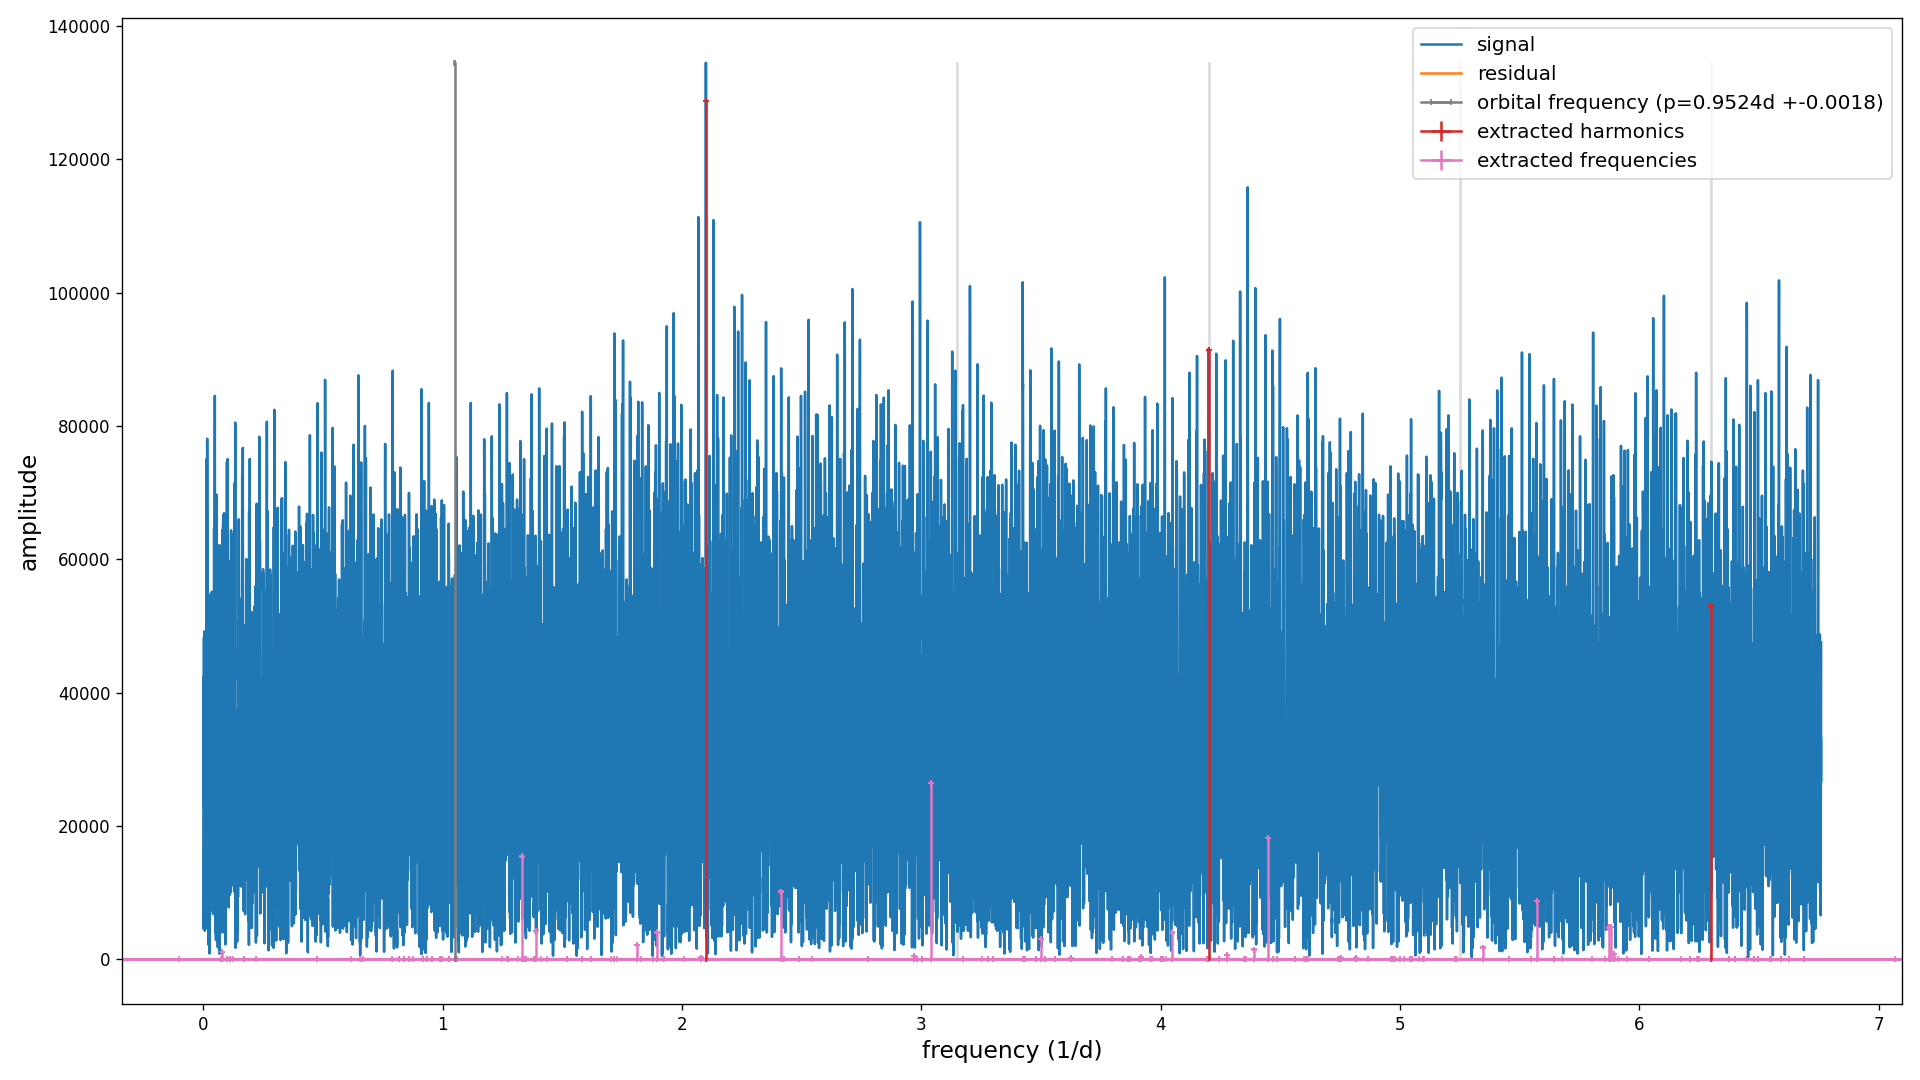 140000
120000
100000
80000
60000
40000
20000
0
amplitude
0 1 2 3 4 5 6 7
frequency (1/d)
signal
residual
orbital frequency (p=0.9524d +-0.0018)
extracted harmonics
extracted frequencies